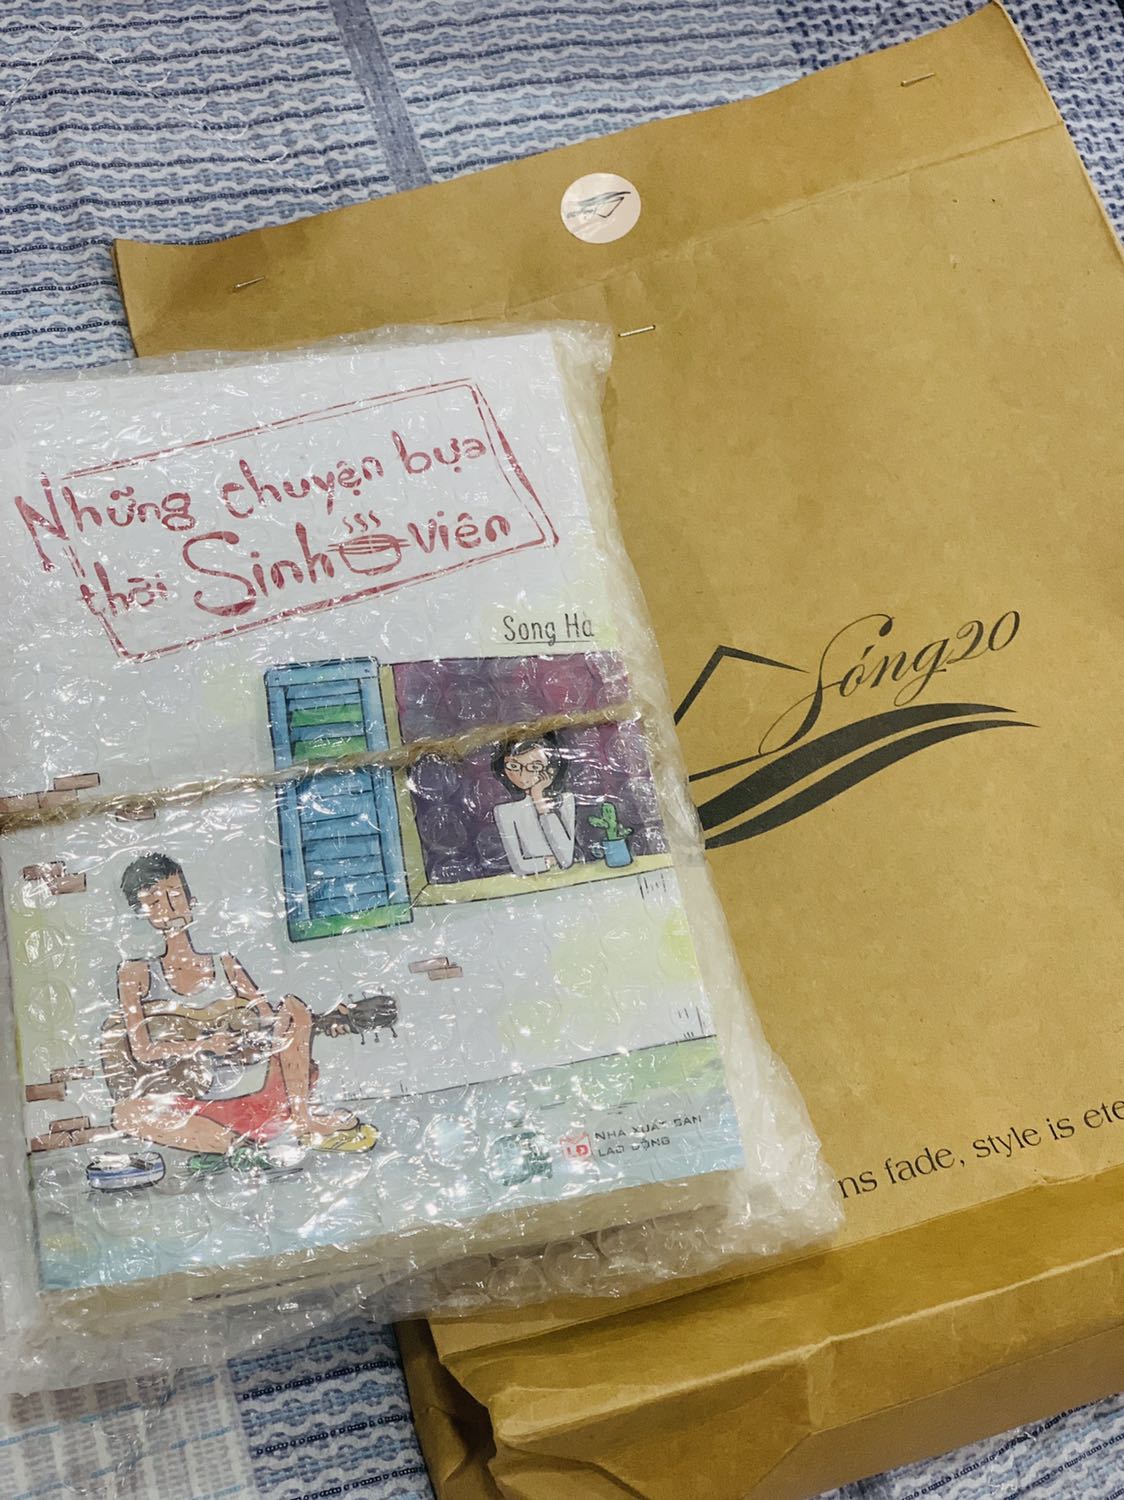 Những chuyện bựa
thời Sinh viên
Song Hà
NHÀ XUẤT BẢN
LAO ĐỘNG
LĐ
Sóng20
ns fade, style is ete